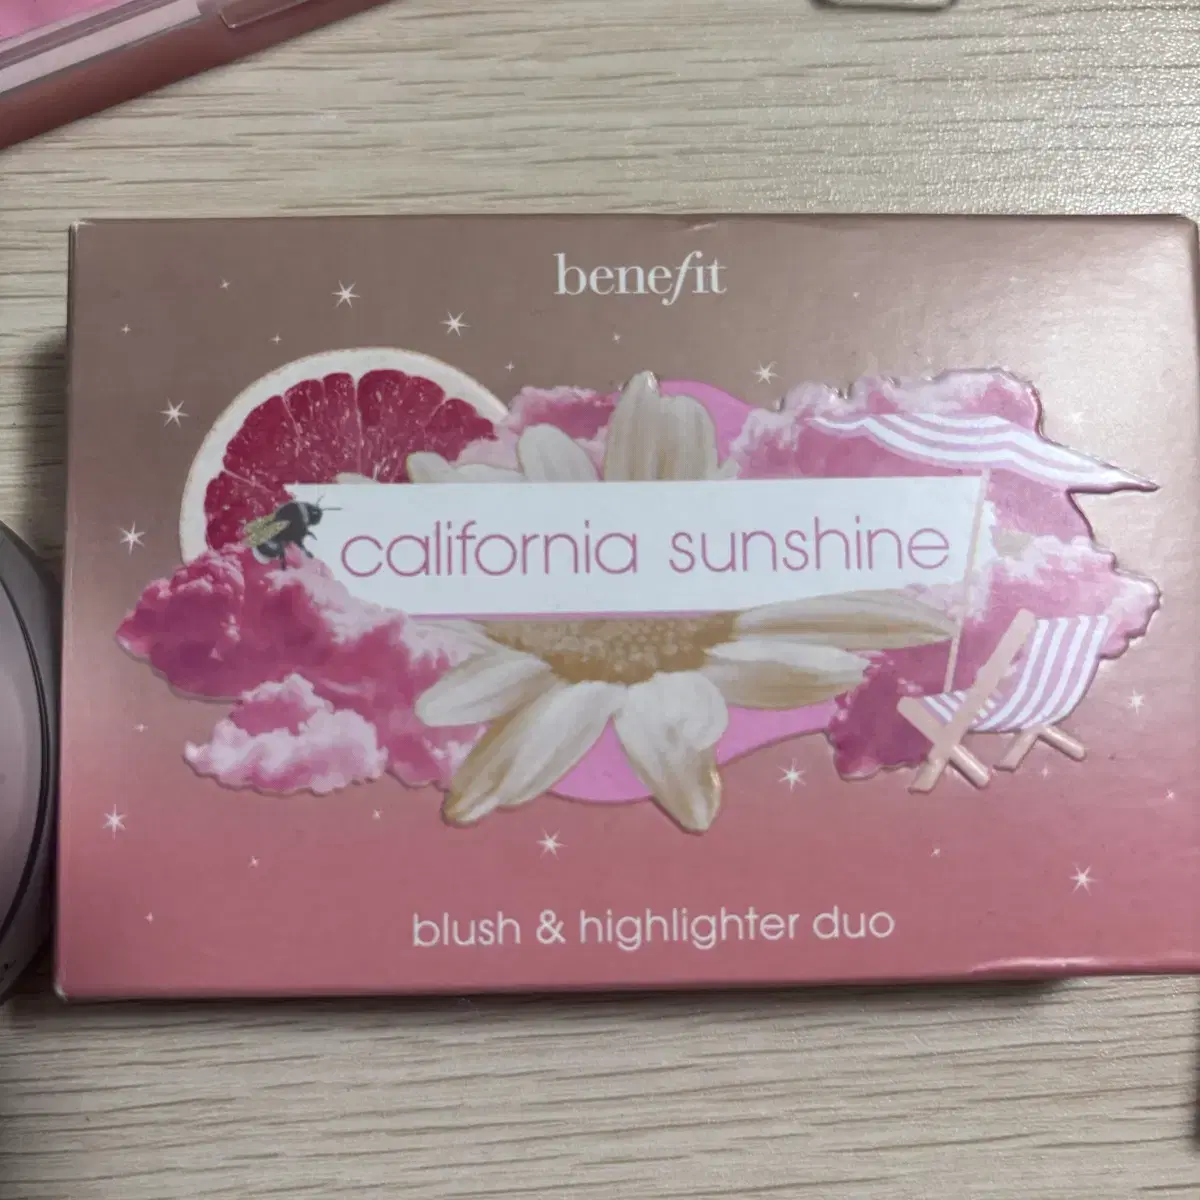 benefit
california sunshine
blush & highlighter duo